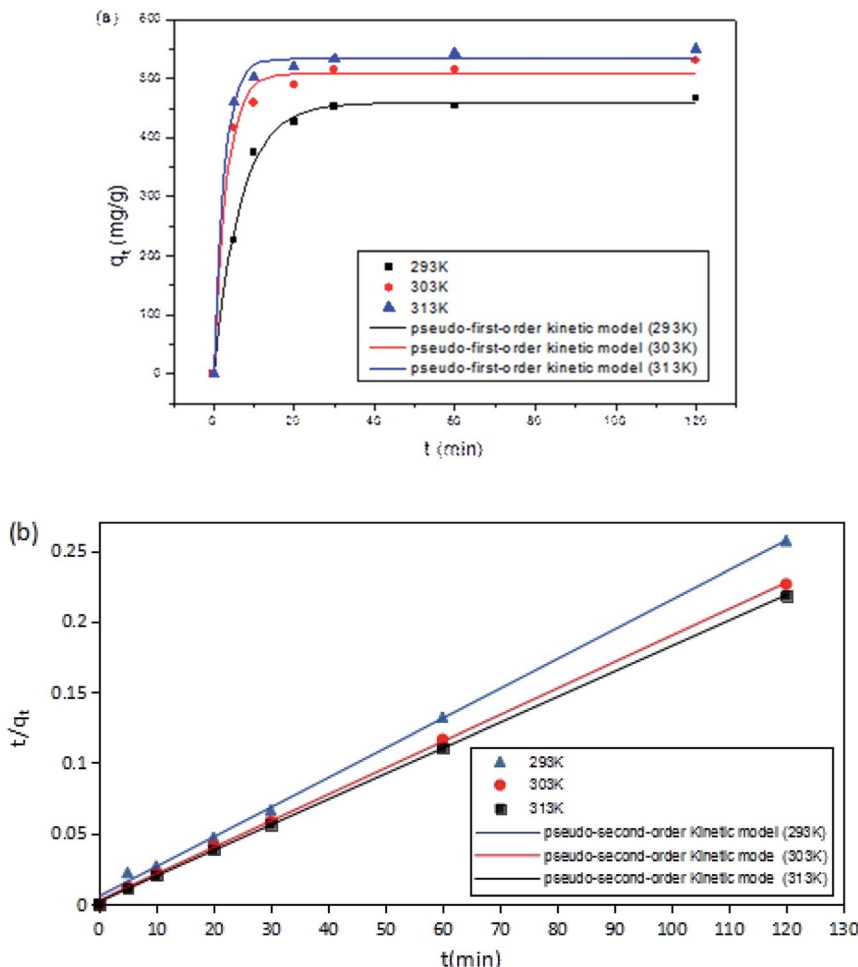 (a)
600
500
400
300
200
100
0
qt (mg/g)
293K
303K
313K
pseudo-first-order kinetic model (293K)
pseudo-first-order kinetic model (303K)
pseudo-first-order kinetic model (313K)
0 20 40 60 80 100 120
t (min)
(b)
0.25
0.2
0.15
0.1
0.05
0
t/qt
293K
303K
313K
pseudo-second-order Kinetic model (293K)
pseudo-second-order Kinetic mode (303K)
pseudo-second-order Kinetic mode (313K)
0 10 20 30 40 50 60 70 80 90 100 110 120 130
t(min)